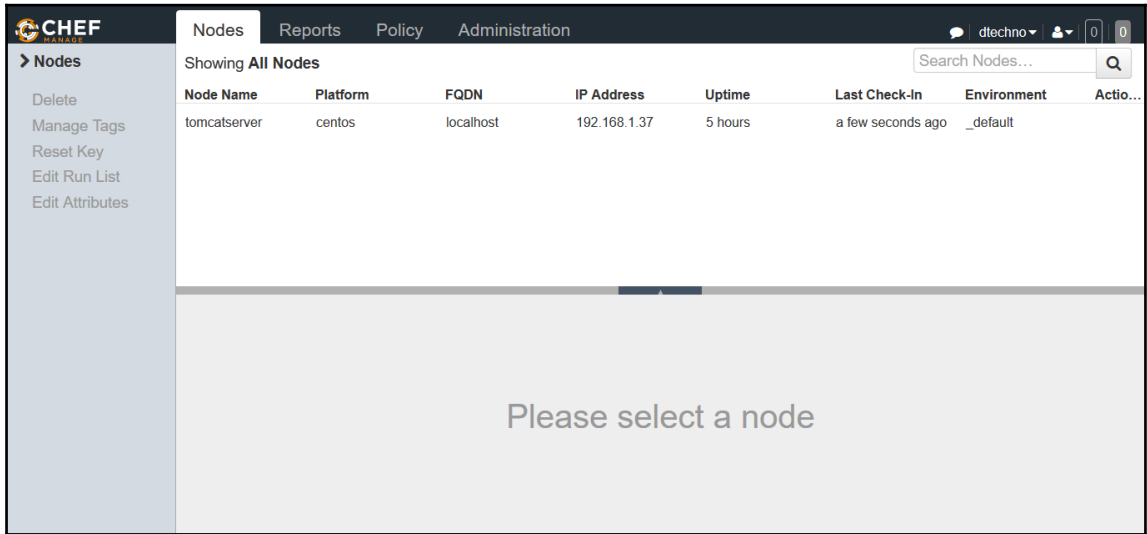 CHEF
MANAGE
Nodes Reports Policy Administration
dtechno 0 0
Nodes
Showing All Nodes
Search Nodes...
Delete
Manage Tags
Reset Key
Edit Run List
Edit Attributes
Node Name Platform FQDN IP Address Uptime Last Check-In Environment Actio...
tomcatserver centos localhost 192.168.1.37 5 hours a few seconds ago _default
Please select a node